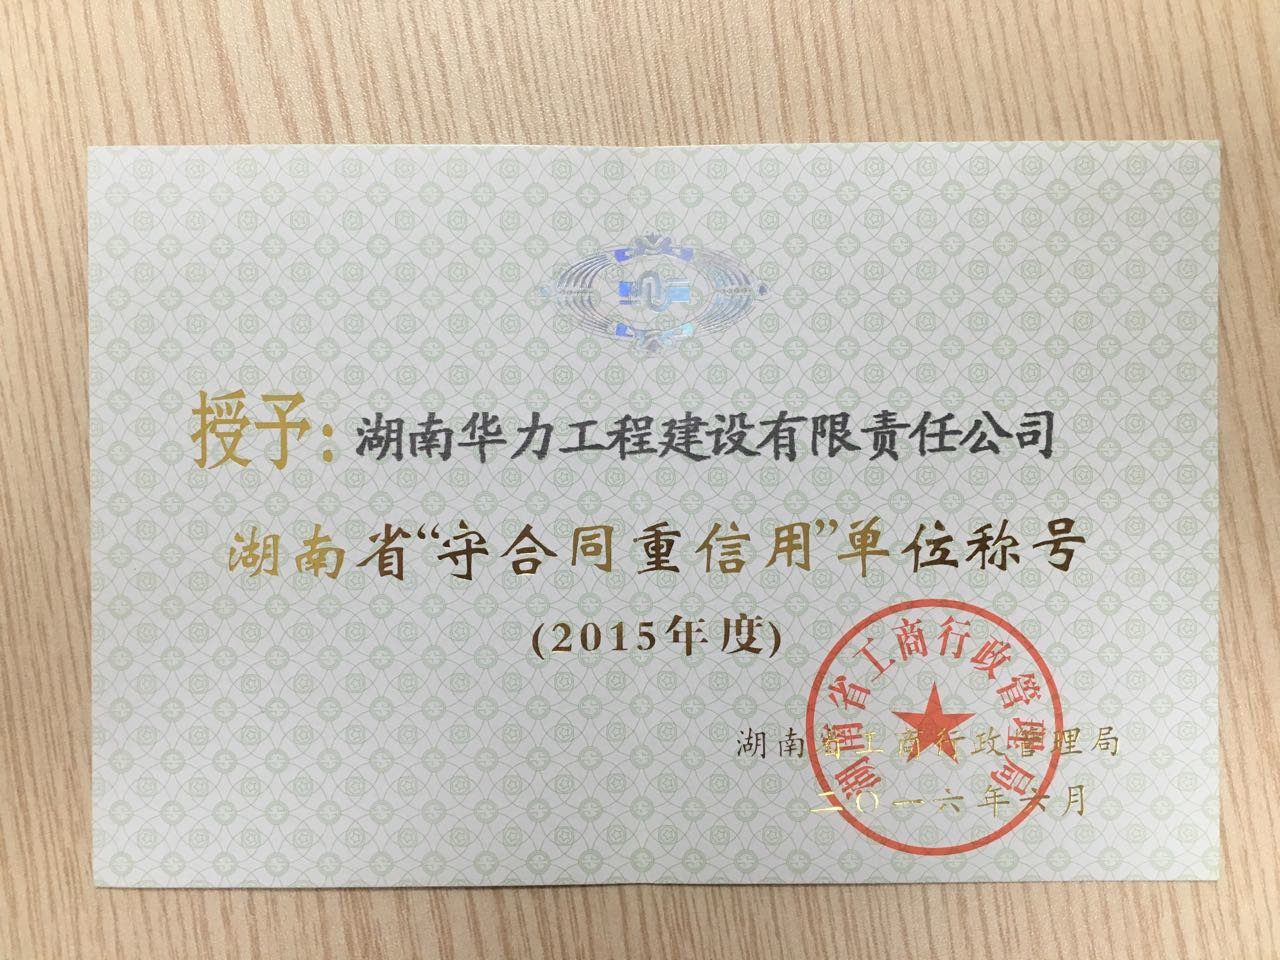 授予：湖南华力工程建设有限责任公司
湖南省“守合同重信用”单位称号
(2015年度)
湖南省工商行政管理局
湖南省工商行政管理局
二〇一六年六月